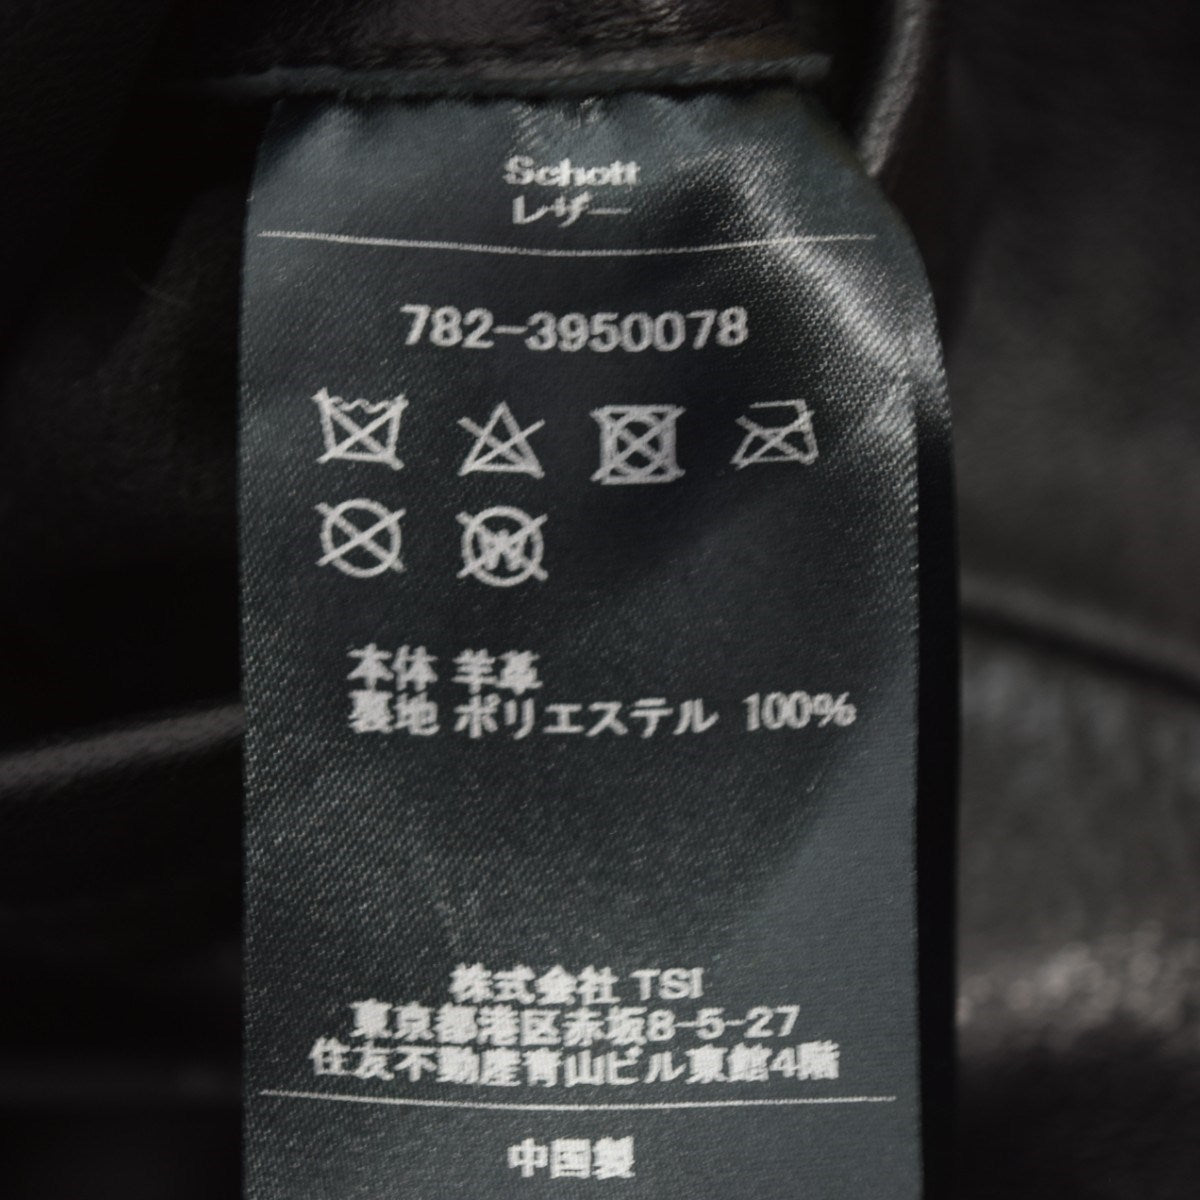 Schott
レザー
782-3950078
W
本体 羊革
裏地 ポリエステル 100%
株式会社 TSI
東京都港区赤坂8-5-27
住友不動産青山ビル東館4階
中国製